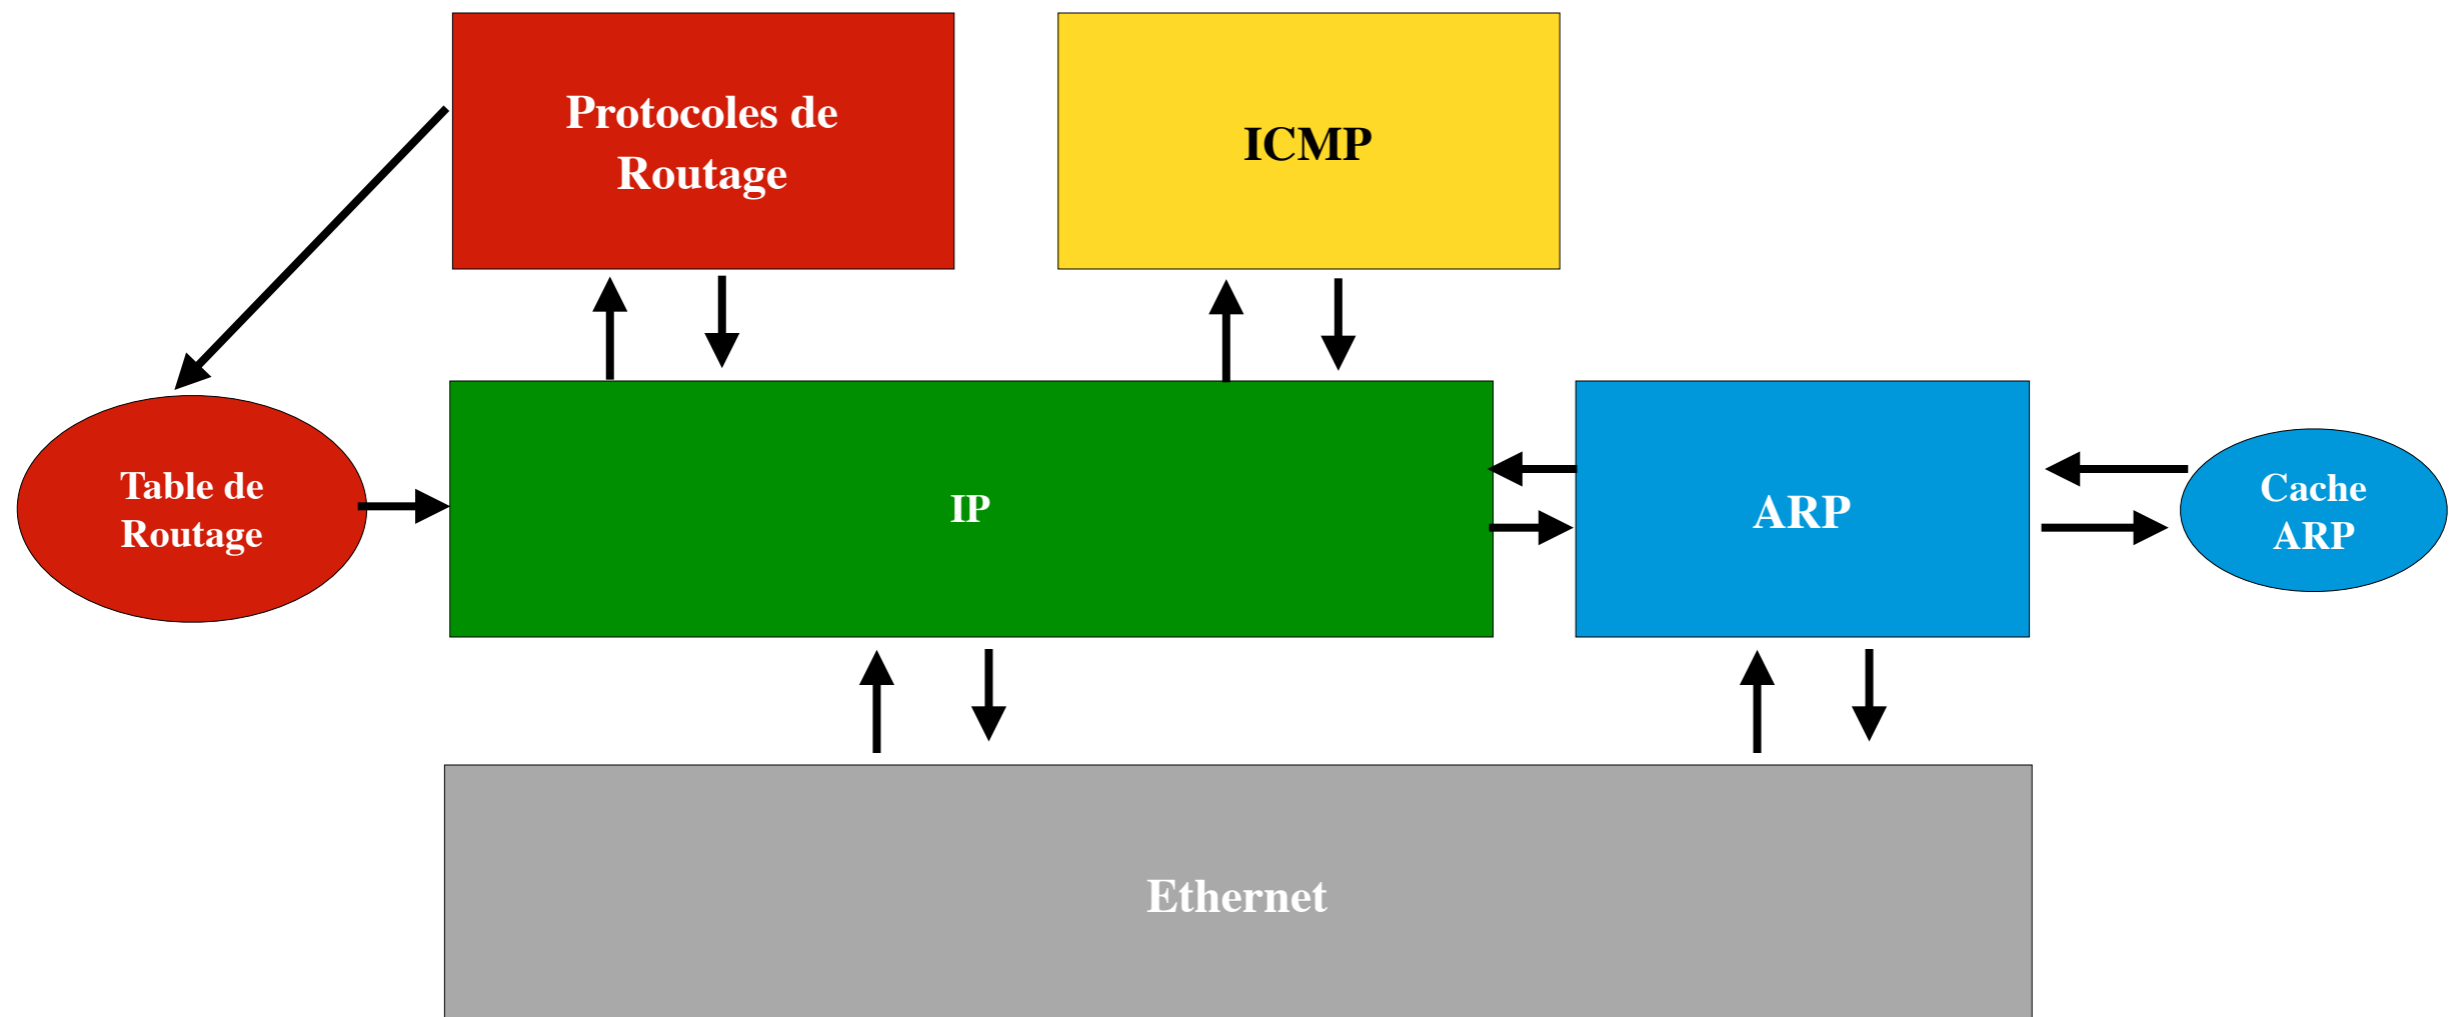 Protocoles de
Routage
ICMP
Table de
Routage
IP
ARP
Cache
ARP
Ethernet